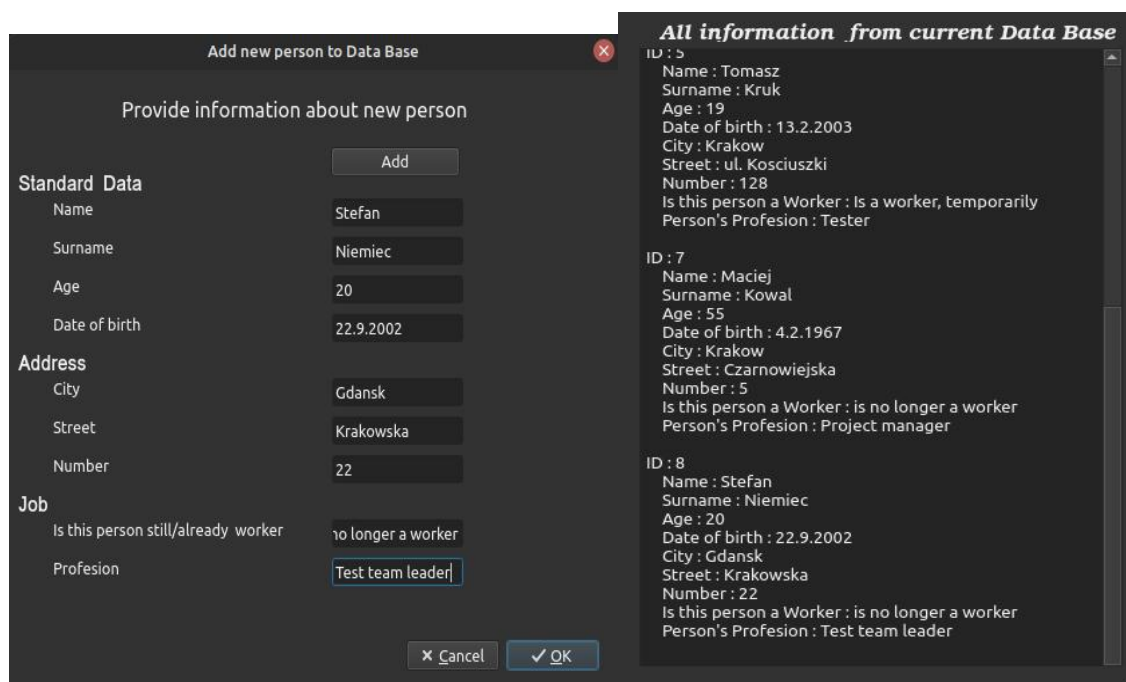 Add new person to Data Base
Provide information about new person
Add
Standard Data
Name Stefan
Surname Niemiec
Age 20
Date of birth 22.9.2002
Address
City Gdansk
Street Krakowska
Number 22
Job
Is this person still/already worker no longer a worker
Profesion Test team leader
Cancel OK
All information from current Data Base
ID : 5
Name : Tomasz
Surname : Kruk
Age : 19
Date of birth : 13.2.2003
City : Krakow
Street : ul. Kosciuszki
Number : 128
Is this person a Worker : Is a worker, temporarily
Person's Profesion : Tester
ID : 7
Name : Maciej
Surname : Kowal
Age : 55
Date of birth : 4.2.1967
City : Krakow
Street : Czarnowiejska
Number : 5
Is this person a Worker : is no longer a worker
Person's Profesion : Project manager
ID : 8
Name : Stefan
Surname : Niemiec
Age : 20
Date of birth : 22.9.2002
City : Gdansk
Street : Krakowska
Number : 22
Is this person a Worker : is no longer a worker
Person's Profesion : Test team leader